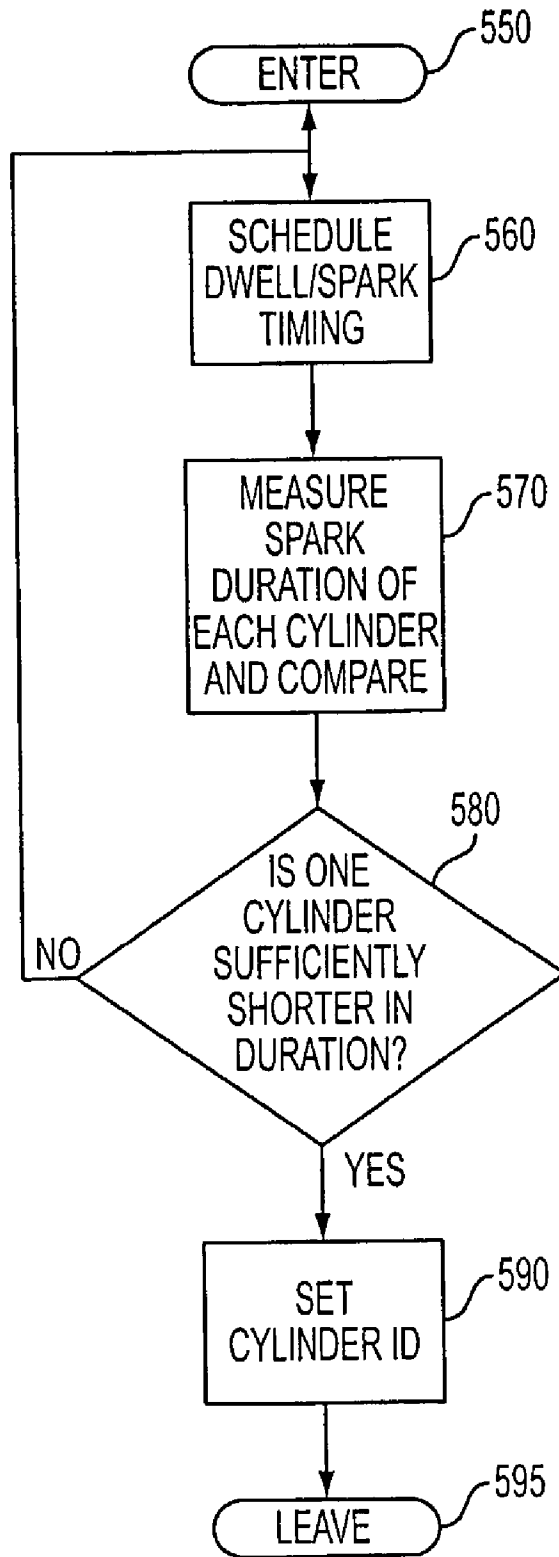 550
ENTER
SCHEDULE
DWELL/SPARK
TIMING
560
MEASURE
SPARK
DURATION OF
EACH CYLINDER
AND COMPARE
570
580
IS ONE
CYLINDER
SUFFICIENTLY
SHORTER IN
DURATION?
NO
YES
SET
CYLINDER ID
590
LEAVE
595